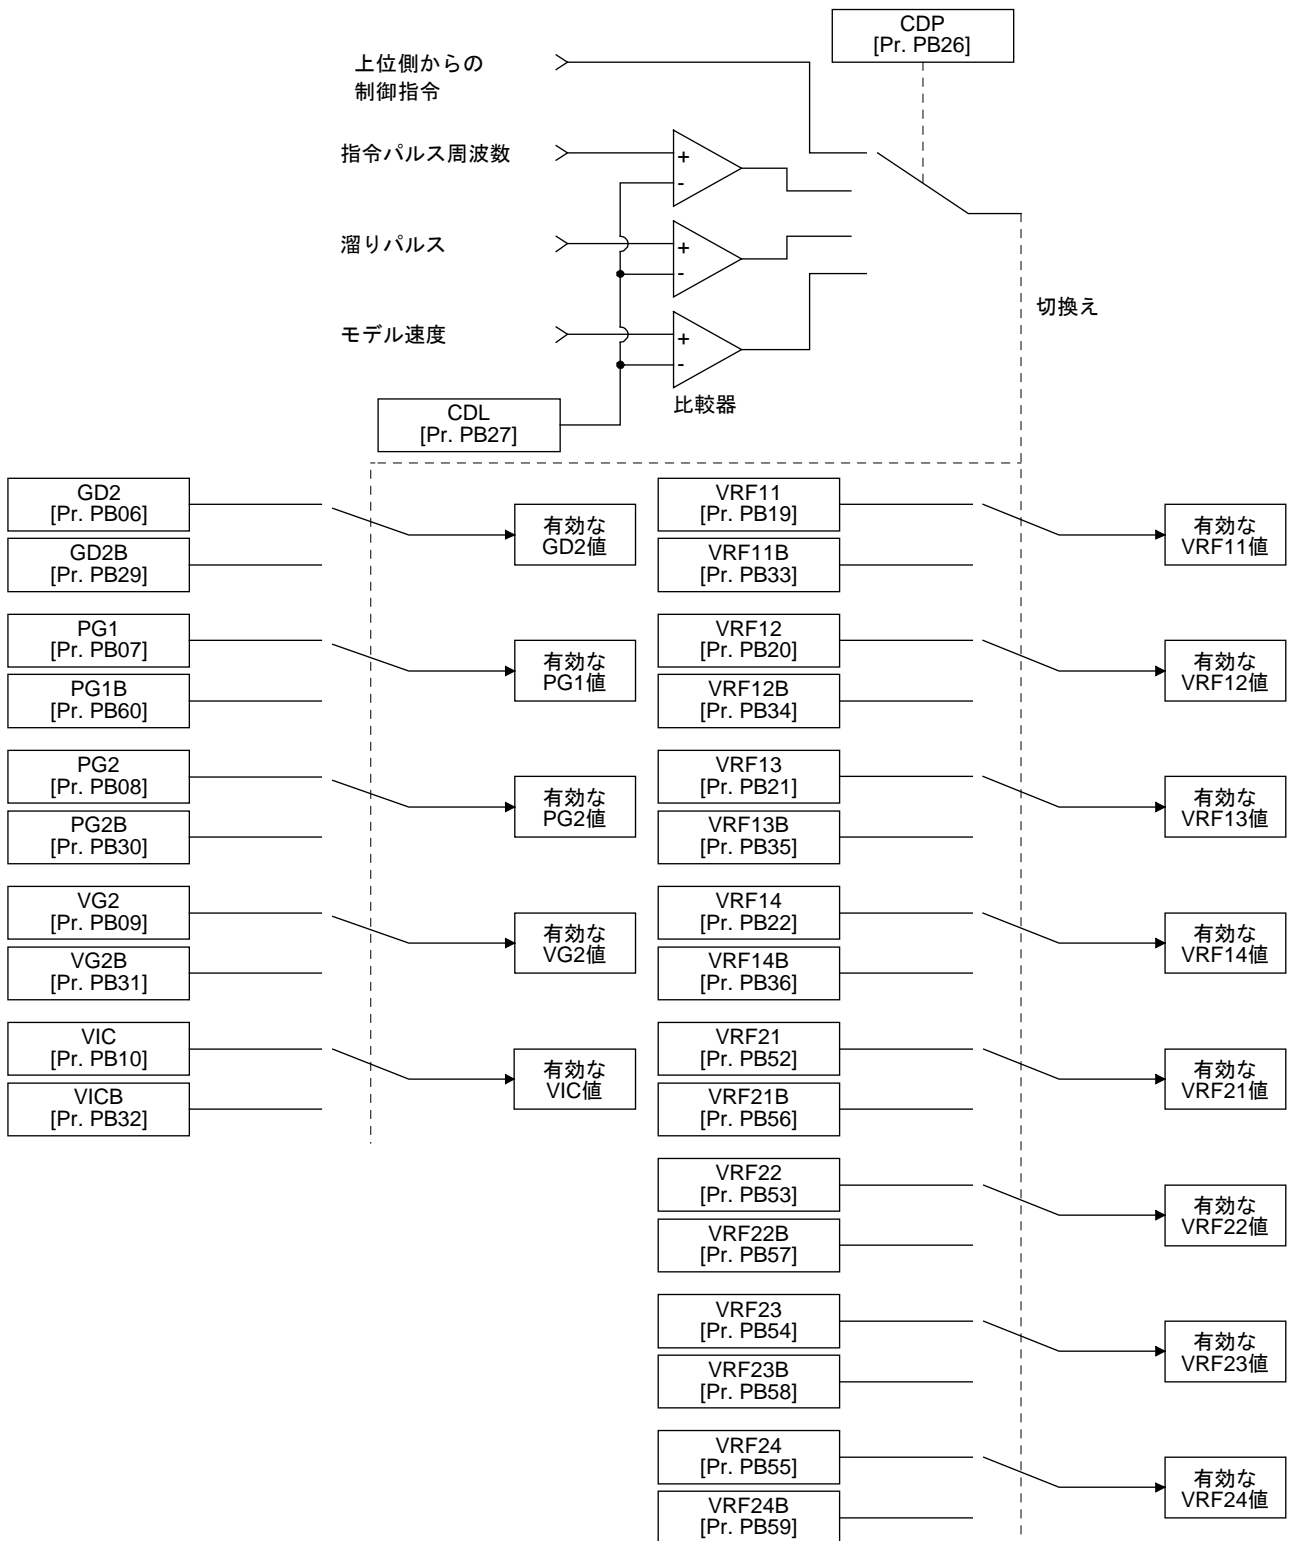 CDP
[Pr. PB26]
上位側からの
制御指令
指令パルス周波数
+
-
溜りパルス
+
-
切換え
モデル速度
+
-
比較器
CDL
[Pr. PB27]
GD2
[Pr. PB06]
GD2B
[Pr. PB29]
有効な
GD2値
PG1
[Pr. PB07]
PG1B
[Pr. PB60]
有効な
PG1値
PG2
[Pr. PB08]
PG2B
[Pr. PB30]
有効な
PG2値
VG2
[Pr. PB09]
VG2B
[Pr. PB31]
有効な
VG2値
VIC
[Pr. PB10]
VICB
[Pr. PB32]
有効な
VIC値
VRF11
[Pr. PB19]
VRF11B
[Pr. PB33]
有効な
VRF11値
VRF12
[Pr. PB20]
VRF12B
[Pr. PB34]
有効な
VRF12値
VRF13
[Pr. PB21]
VRF13B
[Pr. PB35]
有効な
VRF13値
VRF14
[Pr. PB22]
VRF14B
[Pr. PB36]
有効な
VRF14値
VRF21
[Pr. PB52]
VRF21B
[Pr. PB56]
有効な
VRF21値
VRF22
[Pr. PB53]
VRF22B
[Pr. PB57]
有効な
VRF22値
VRF23
[Pr. PB54]
VRF23B
[Pr. PB58]
有効な
VRF23値
VRF24
[Pr. PB55]
VRF24B
[Pr. PB59]
有効な
VRF24値